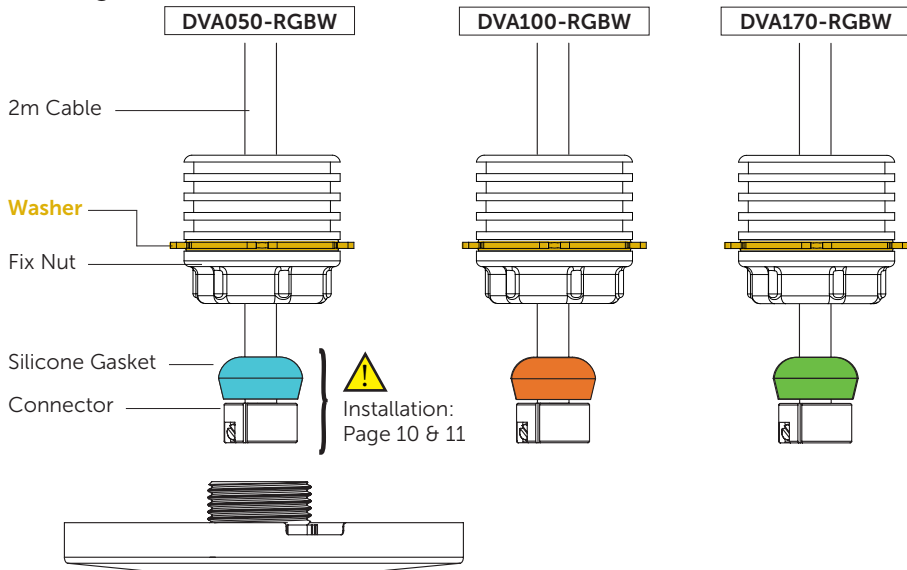 DVA050-RGBW
DVA100-RGBW
DVA170-RGBW
2m Cable
Washer
Fix Nut
Silicone Gasket
Connector
Installation:
Page 10 & 11